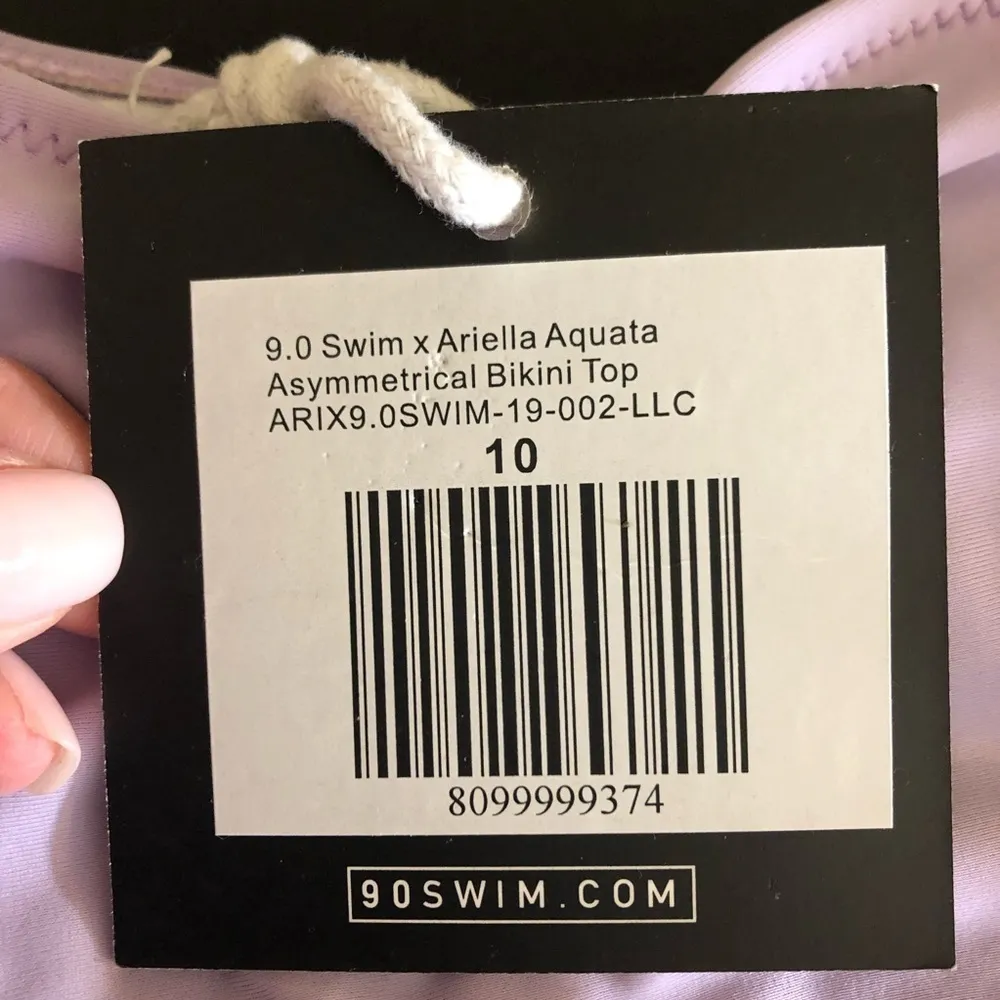 9.0 Swim x Ariella Aquata
Asymmetrical Bikini Top
ARIX9.0SWIM-19-002-LLC
10
8099999374
90SWIM.COM